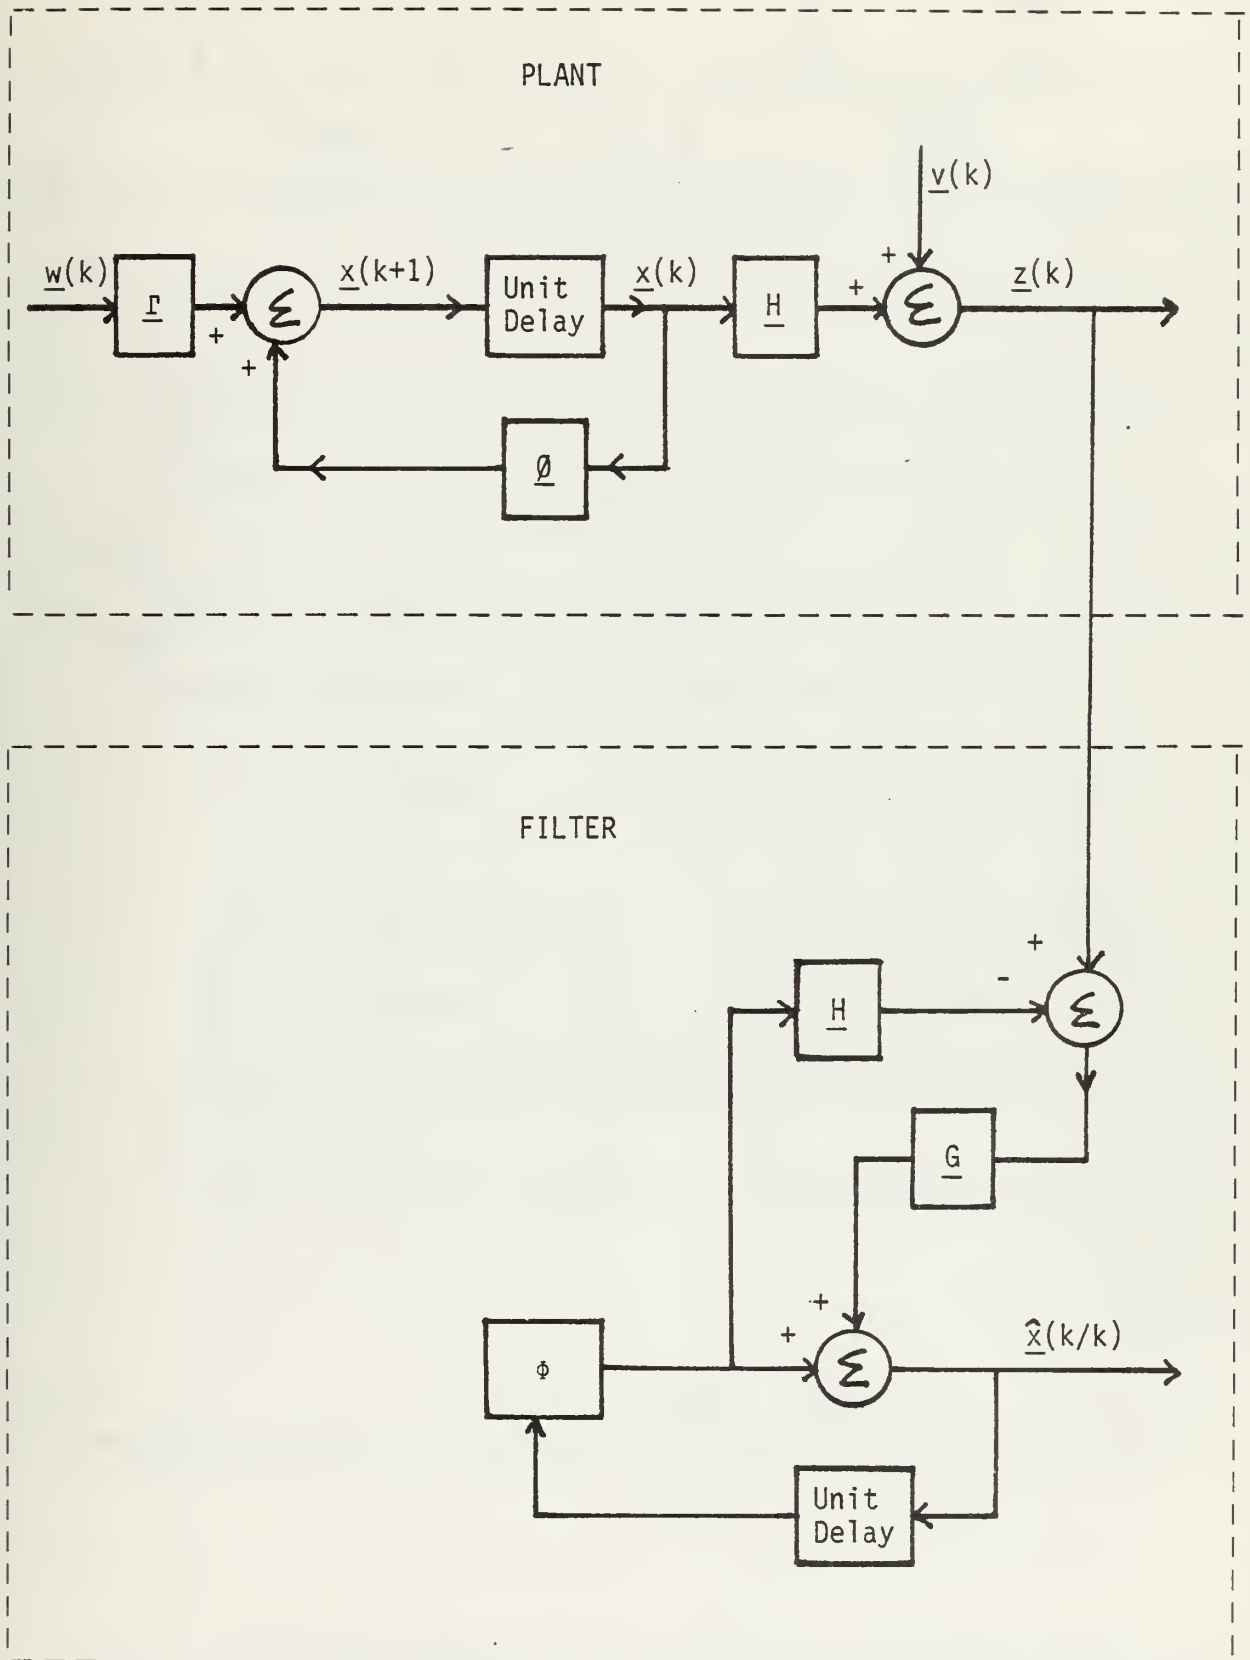 PLANT
v(k)
+
w(k)
Γ
+
+
Σ
x(k+1)
Unit
Delay
x(k)
H
+
Σ
z(k)
Ø
FILTER
+
-
H
Σ
G
+
+
Φ
Σ
x̂(k/k)
Unit
Delay